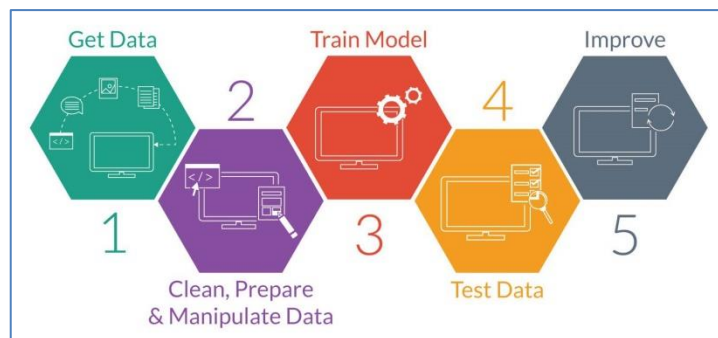 Get Data
1
2
Clean, Prepare
& Manipulate Data
Train Model
3
4
Test Data
Improve
5